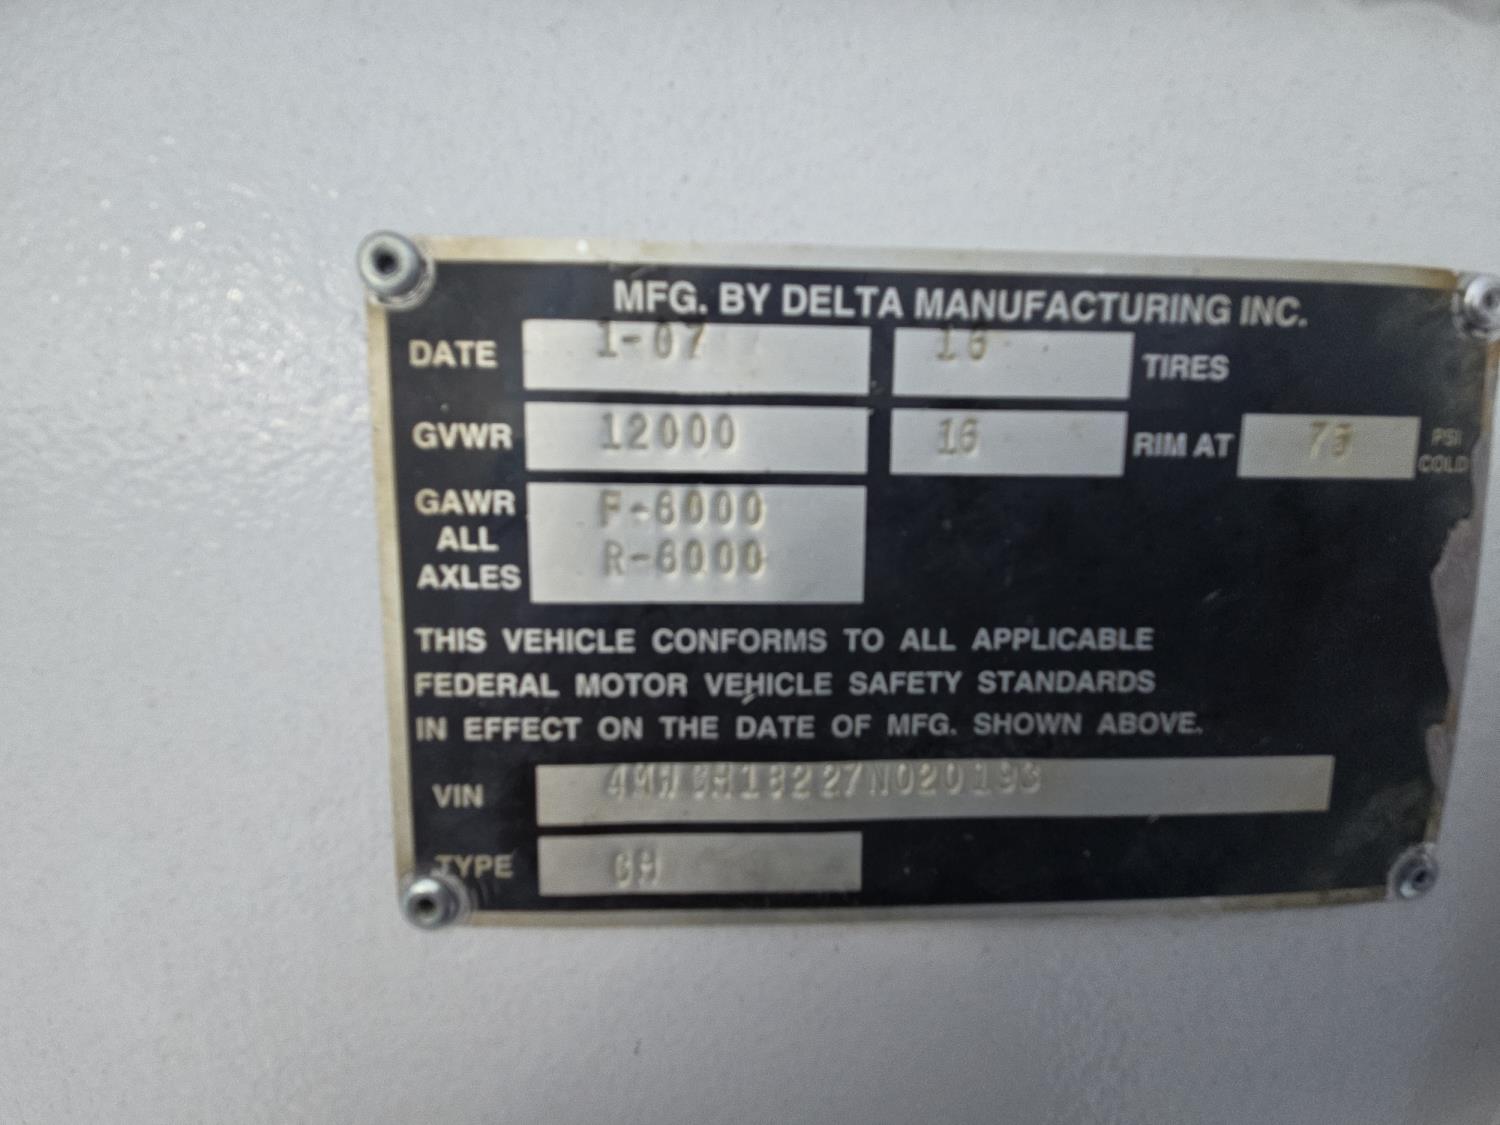 MFG. BY DELTA MANUFACTURING INC.
DATE 1-07 16 TIRES
GVWR 12000 16 RIM AT PSI COLD
GAWR ALL AXLES F-6000
R-6000
THIS VEHICLE CONFORMS TO ALL APPLICABLE
FEDERAL MOTOR VEHICLE SAFETY STANDARDS
IN EFFECT ON THE DATE OF MFG. SHOWN ABOVE.
VIN
TYPE